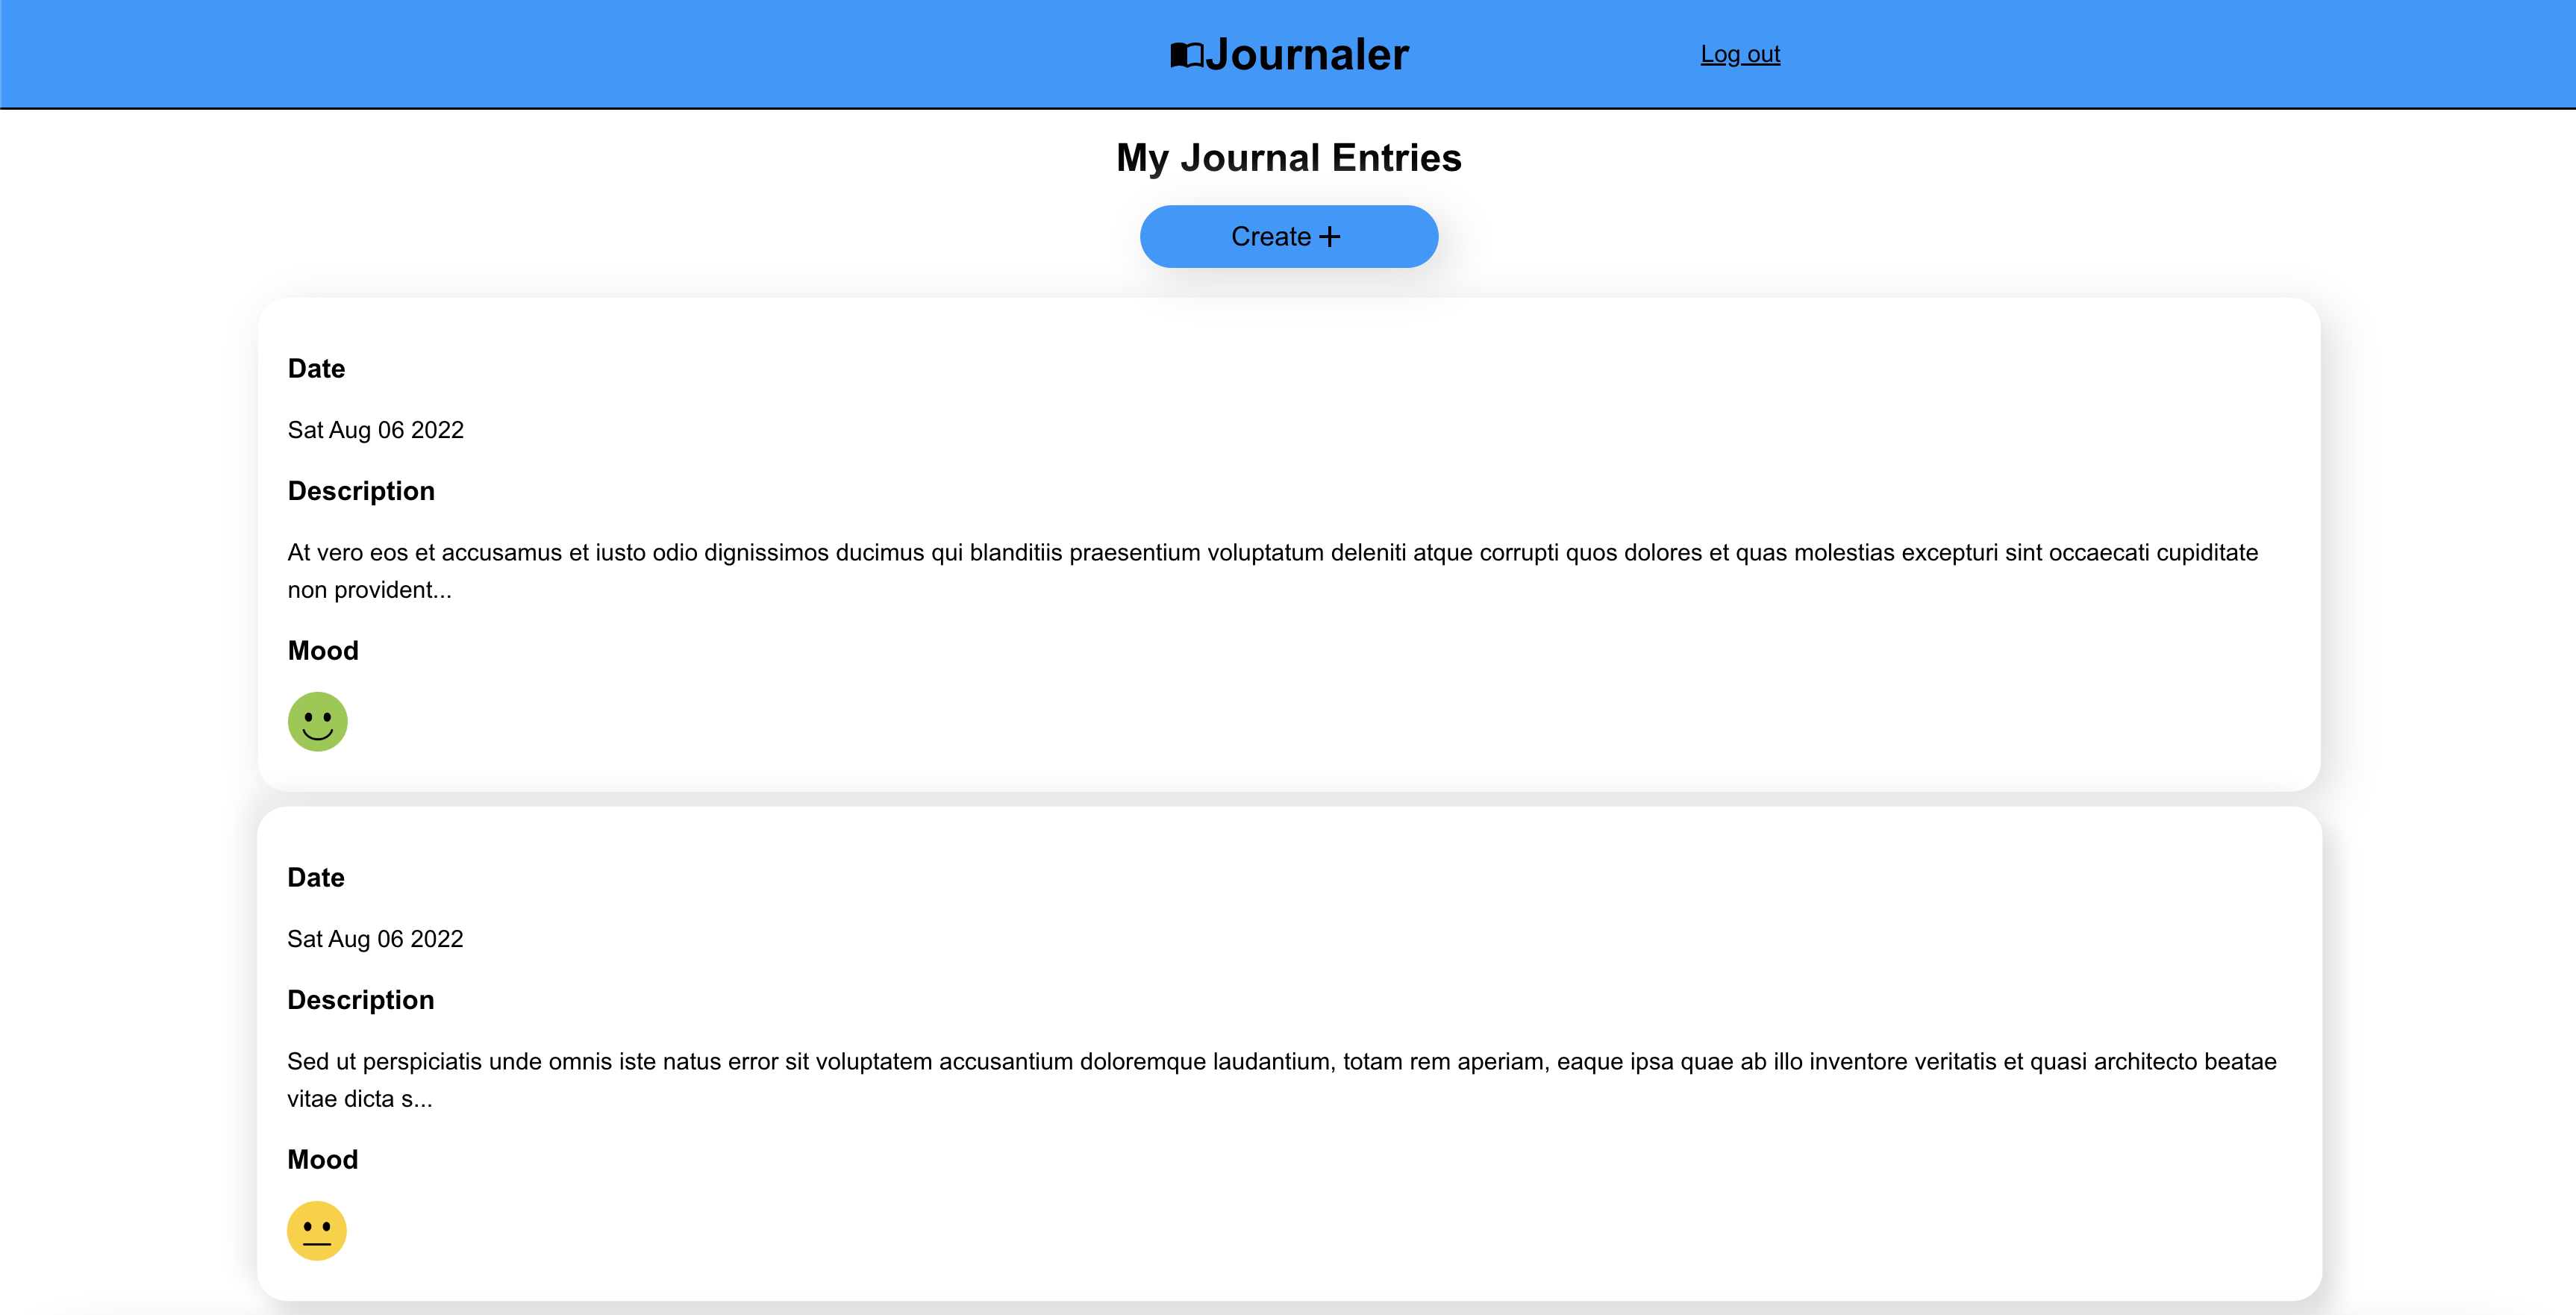 Journaler
Log out
My Journal Entries
Create +
Date
Sat Aug 06 2022
Description
At vero eos et accusamus et iusto odio dignissimos ducimus qui blanditiis praesentium voluptatum deleniti atque corrupti quos dolores et quas molestias excepturi sint occaecati cupiditate
non provident...
Mood
Date
Sat Aug 06 2022
Description
Sed ut perspiciatis unde omnis iste natus error sit voluptatem accusantium doloremque laudantium, totam rem aperiam, eaque ipsa quae ab illo inventore veritatis et quasi architecto beatae
vitae dicta s...
Mood